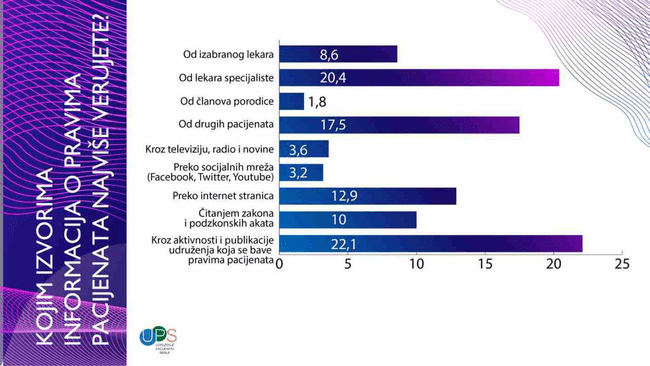 KOJIM IZVORIMA
INFORMACIJA O PRAVIMA
PACIJENATA NAJVIŠE VERUJETE?
Od izabranog lekara
8,6
Od lekara specijaliste
20,4
Od članova porodice
1,8
Od drugih pacijenata
17,5
Kroz televiziju, radio i novine
3,6
Preko socijalnih mreža
(Facebook, Twitter, Youtube)
3,2
Preko internet stranica
12,9
Čitanjem zakona
i podzkonskih akata
10
Kroz aktivnosti i publikacije
udruženja koja se bave
pravima pacijenata
22,1
0 5 10 15 20 25
UPS
UDRUŽENJE
PACIJENATA
SRBIJE